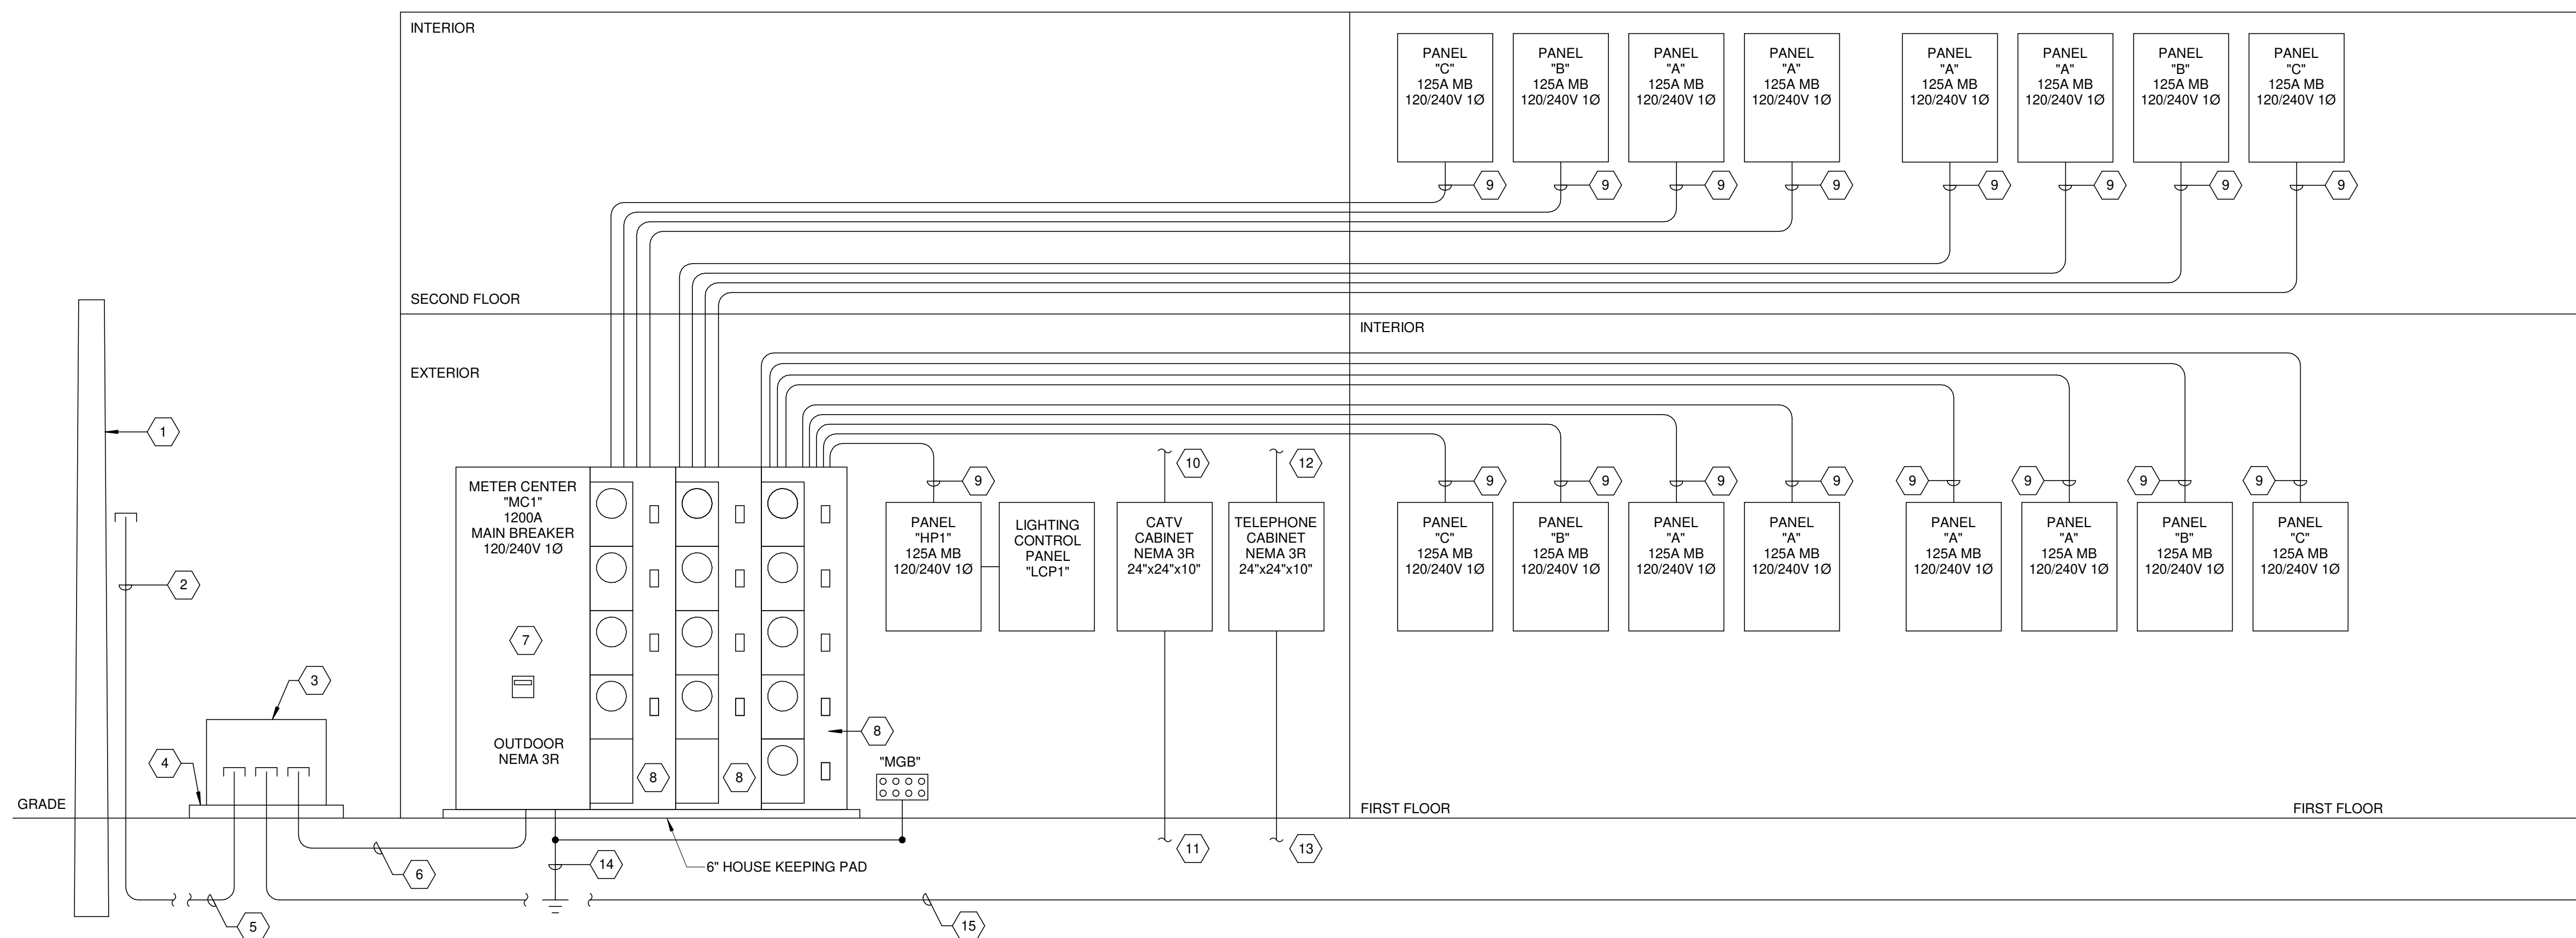 INTERIOR
PANEL
"C"
125A MB
120/240V 1Ø
PANEL
"B"
125A MB
120/240V 1Ø
PANEL
"A"
125A MB
120/240V 1Ø
PANEL
"A"
125A MB
120/240V 1Ø
PANEL
"A"
125A MB
120/240V 1Ø
PANEL
"A"
125A MB
120/240V 1Ø
PANEL
"B"
125A MB
120/240V 1Ø
PANEL
"C"
125A MB
120/240V 1Ø
9
9
9
9
9
9
9
9
SECOND FLOOR
INTERIOR
EXTERIOR
1
2
3
4
GRADE
5
6
METER CENTER
"MC1"
1200A
MAIN BREAKER
120/240V 1Ø
7
OUTDOOR
NEMA 3R
8
8
8
"MGB"
9
PANEL
"HP1"
125A MB
120/240V 1Ø
LIGHTING
CONTROL
PANEL
"LCP1"
10
CATV
CABINET
NEMA 3R
24"x24"x10"
12
TELEPHONE
CABINET
NEMA 3R
24"x24"x10"
9
9
9
9
9
9
9
9
PANEL
"C"
125A MB
120/240V 1Ø
PANEL
"B"
125A MB
120/240V 1Ø
PANEL
"A"
125A MB
120/240V 1Ø
PANEL
"A"
125A MB
120/240V 1Ø
PANEL
"A"
125A MB
120/240V 1Ø
PANEL
"A"
125A MB
120/240V 1Ø
PANEL
"B"
125A MB
120/240V 1Ø
PANEL
"C"
125A MB
120/240V 1Ø
FIRST FLOOR
FIRST FLOOR
11
13
14
6" HOUSE KEEPING PAD
15